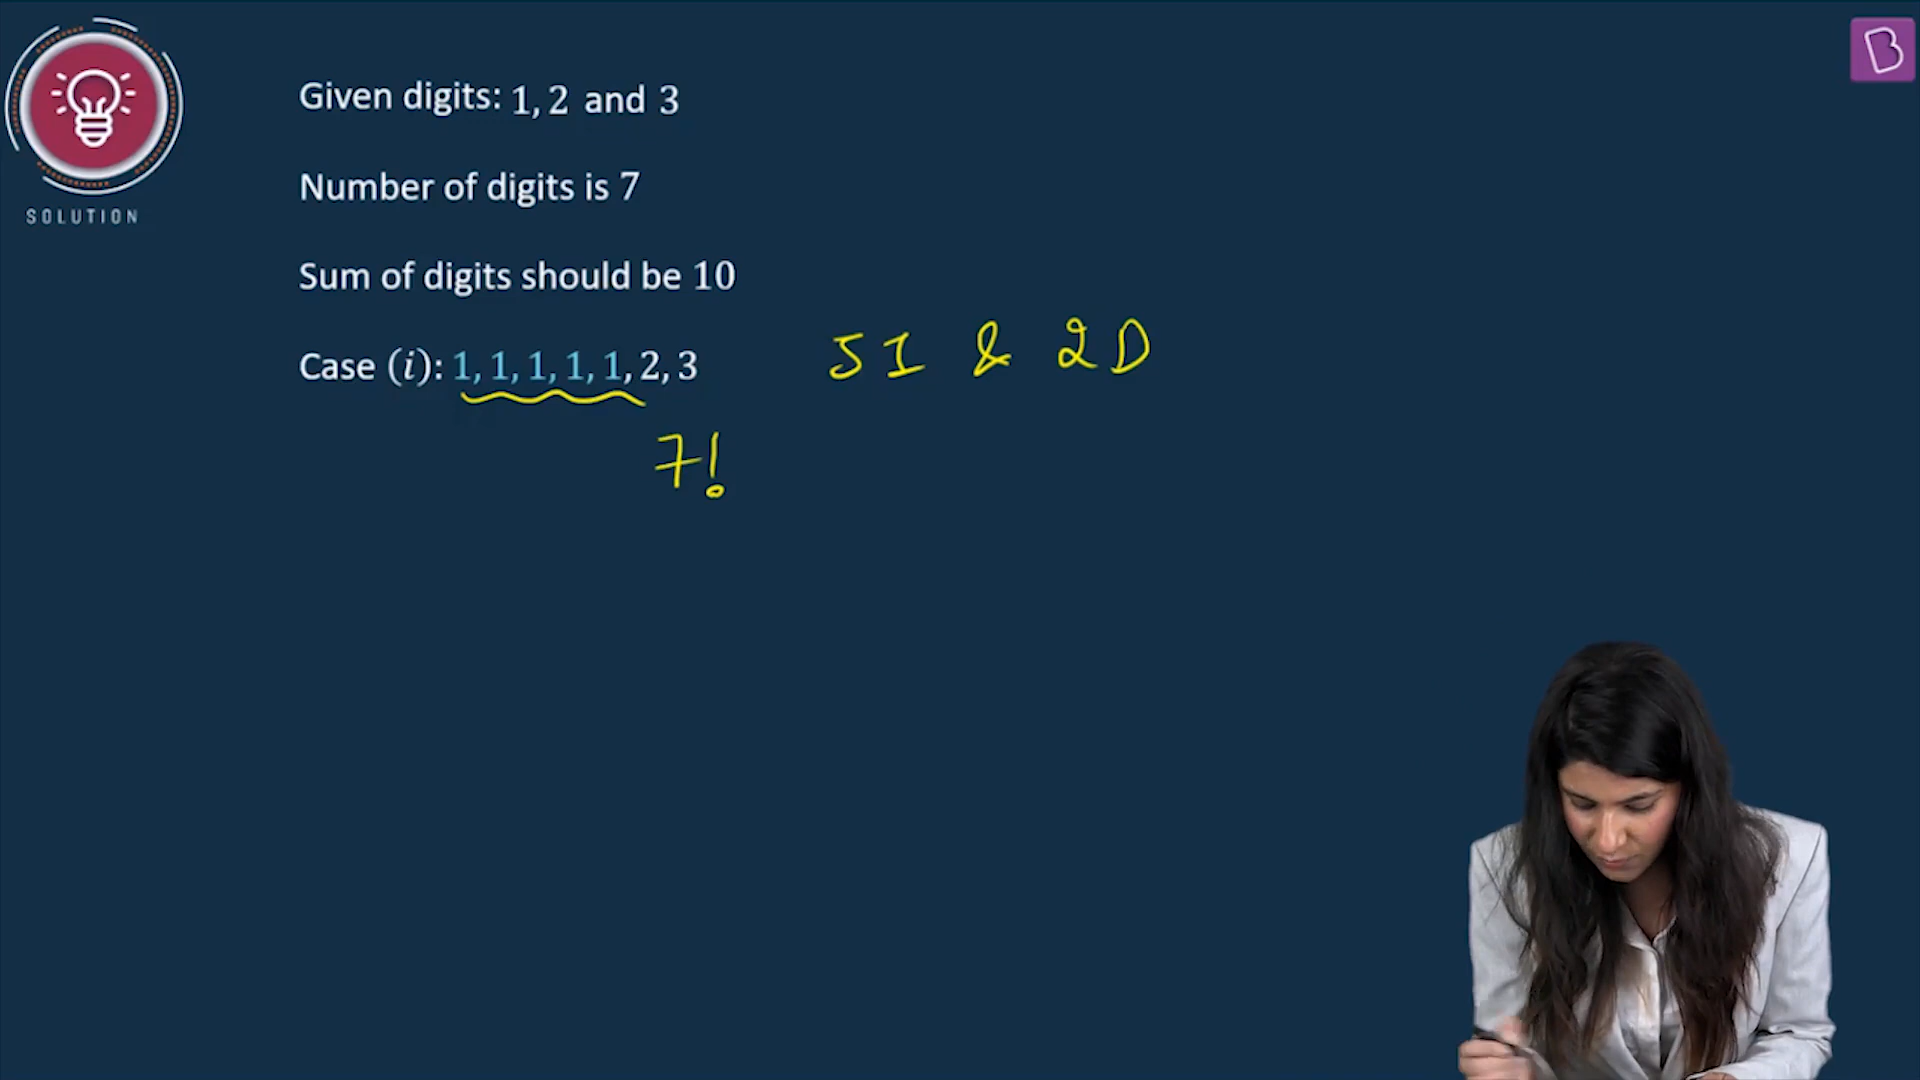 SOLUTION
Given digits: 1, 2 and 3
Number of digits is 7
Sum of digits should be 10
Case (i): 1, 1, 1, 1, 1, 2, 3
5 I & 2 D
7!
B